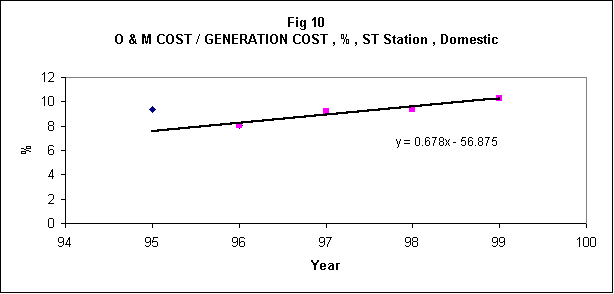 Fig 10
O & M COST / GENERATION COST , % , ST Station , Domestic
12
10
8
6
4
2
0
%
y = 0.678x - 56.875
94 95 96 97 98 99 100
Year